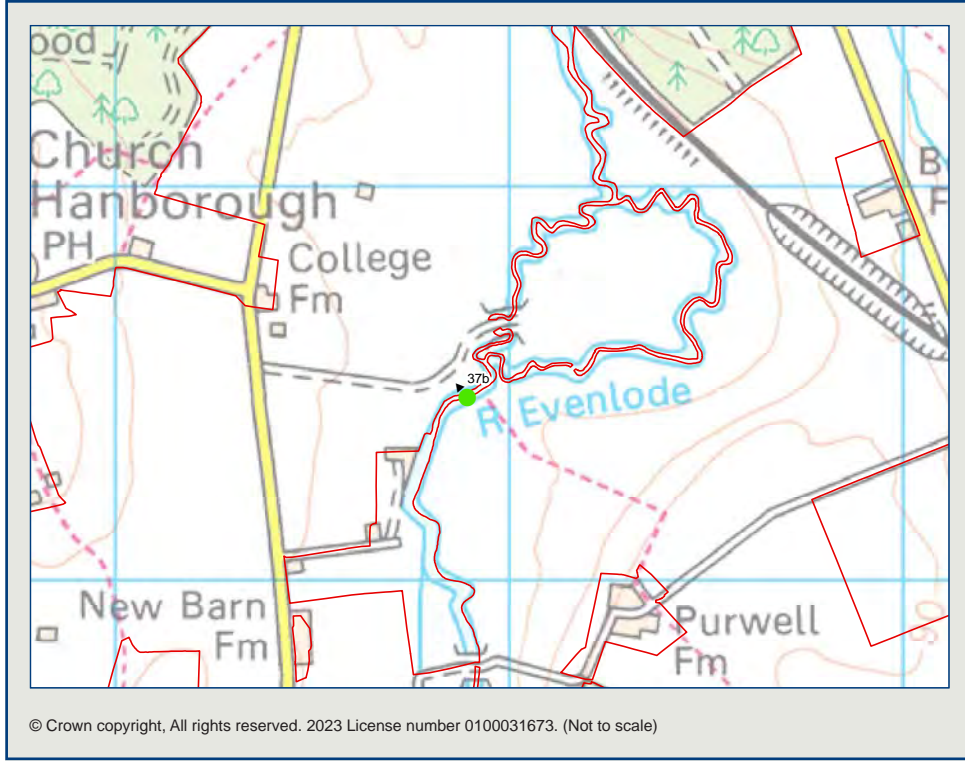 ood
Church
Hanborough
PH
College
Fm
B
F
37b
R Evenlode
New Barn
Fm
Purwell
Fm
© Crown copyright, All rights reserved. 2023 License number 0100031673. (Not to scale)